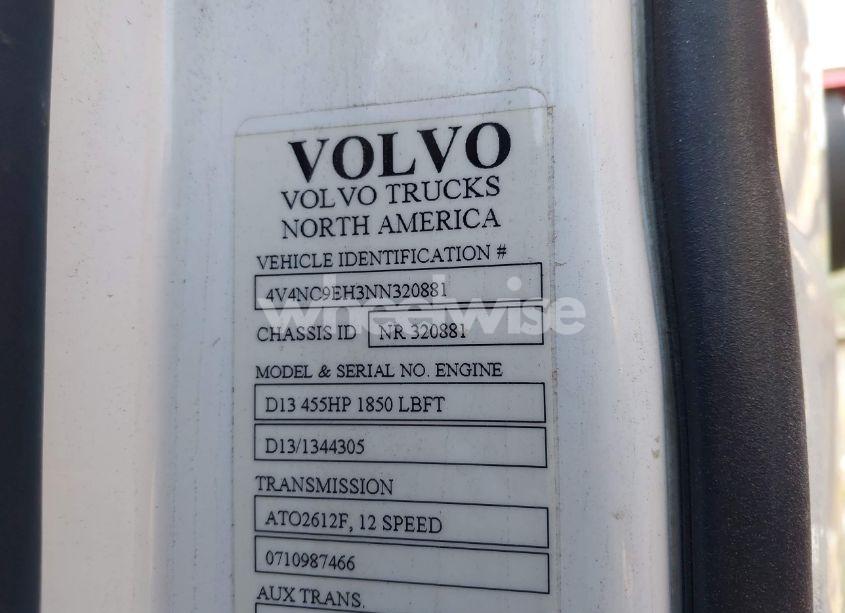 VOLVO
VOLVO TRUCKS
NORTH AMERICA
VEHICLE IDENTIFICATION #
4V4NC9EH3NN320881
wheelwise
CHASSIS ID NR 320881
MODEL & SERIAL NO. ENGINE
D13 455HP 1850 LBFT
D13/1344305
TRANSMISSION
ATO2612F, 12 SPEED
0710987466
AUX TRANS.